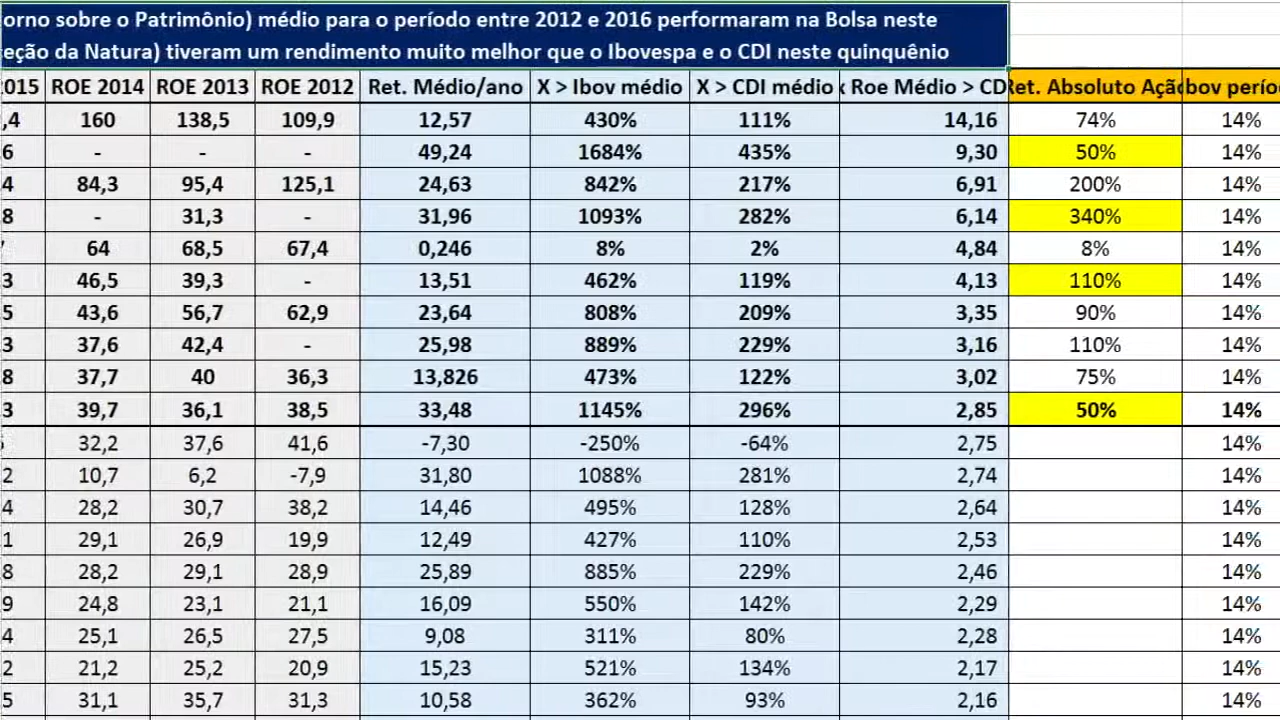 orno sobre o Patrimônio) médio para o período entre 2012 e 2016 performaram na Bolsa neste
eção da Natura) tiveram um rendimento muito melhor que o Ibovespa e o CDI neste quinquênio
2015 ROE 2014 ROE 2013 ROE 2012 Ret. Médio/ano X > Ibov médio X > CDI médio x Roe Médio > CD Ret. Absoluto Açã bov perío
,4 160 138,5 109,9 12,57 430% 111% 14,16 74% 14%
6 - - - 49,24 1684% 435% 9,30 50% 14%
4 84,3 95,4 125,1 24,63 842% 217% 6,91 200% 14%
8 - 31,3 - 31,96 1093% 282% 6,14 340% 14%
64 68,5 67,4 0,246 8% 2% 4,84 8% 14%
3 46,5 39,3 - 13,51 462% 119% 4,13 110% 14%
5 43,6 56,7 62,9 23,64 808% 209% 3,35 90% 14%
3 37,6 42,4 - 25,98 889% 229% 3,16 110% 14%
8 37,7 40 36,3 13,826 473% 122% 3,02 75% 14%
3 39,7 36,1 38,5 33,48 1145% 296% 2,85 50% 14%
32,2 37,6 41,6 -7,30 -250% -64% 2,75 14%
2 10,7 6,2 -7,9 31,80 1088% 281% 2,74 14%
4 28,2 30,7 38,2 14,46 495% 128% 2,64 14%
1 29,1 26,9 19,9 12,49 427% 110% 2,53 14%
8 28,2 29,1 28,9 25,89 885% 229% 2,46 14%
9 24,8 23,1 21,1 16,09 550% 142% 2,29 14%
4 25,1 26,5 27,5 9,08 311% 80% 2,28 14%
2 21,2 25,2 20,9 15,23 521% 134% 2,17 14%
5 31,1 35,7 31,3 10,58 362% 93% 2,16 14%